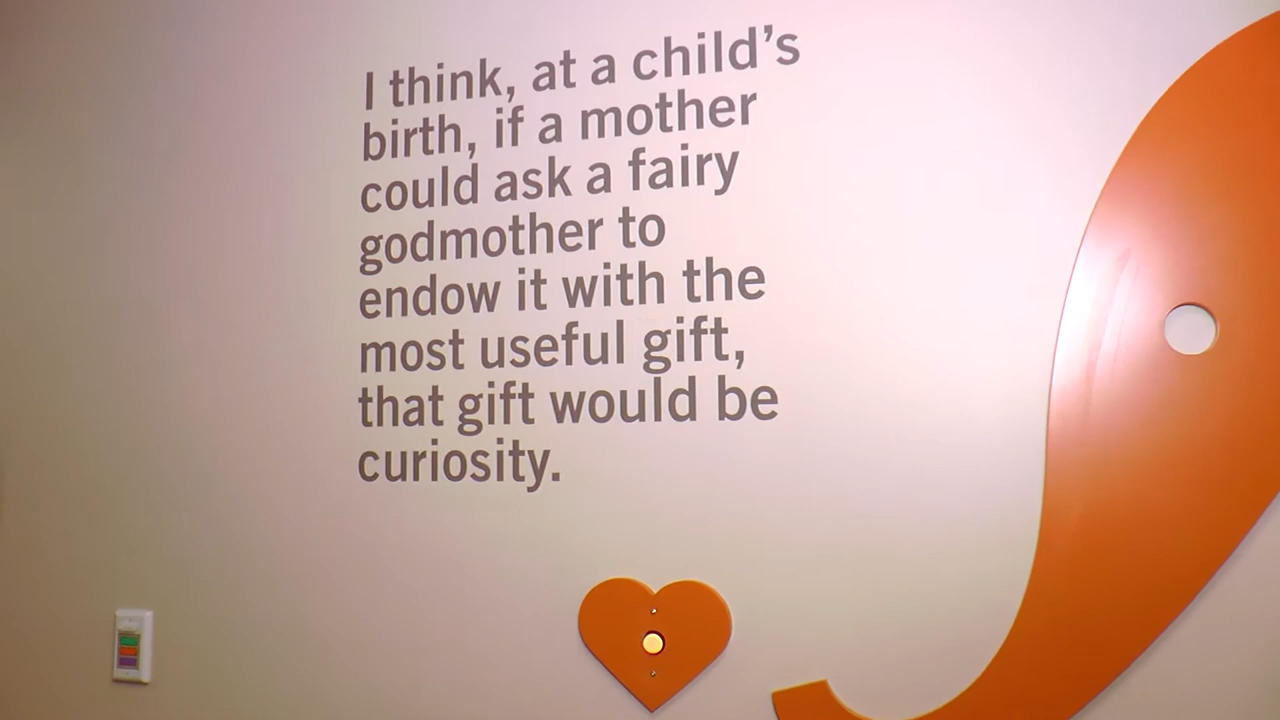 I think, at a child’s
birth, if a mother
could ask a fairy
godmother to
endow it with the
most useful gift,
that gift would be
curiosity.